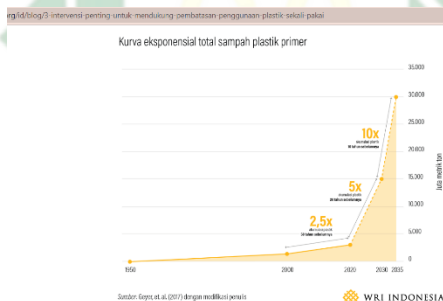 rg/id/blog/3-intervensi-penting-untuk-mendukung-pembatasan-penggunaan-plastik-sekali-pakai
Kurva eksponensial total sampah plastik primer
35.000
30.000
25.000
20.000
15.000
10.000
5.000
0
Juta metrik ton
10x
5x
2,5x
1950
2000
2020
2030
2035
Sumber: Geyer, et. al. (2017) dengan modifikasi penulis
WRI INDONESIA